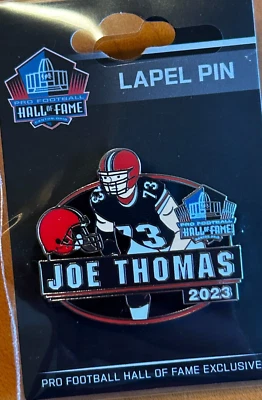 PRO FOOTBALL
HALL OF FAME
LAPEL PIN
73
73
73
PRO FOOTBALL
HALL OF FAME
JOE THOMAS
2023
PRO FOOTBALL HALL OF FAME EXCLUSIVE